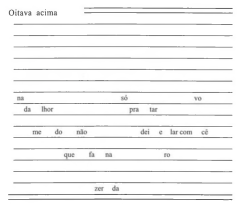 Oitava acima
na só vo
da lhor pra tar
me do não dei e lar com cê
que fa na ro
zer da